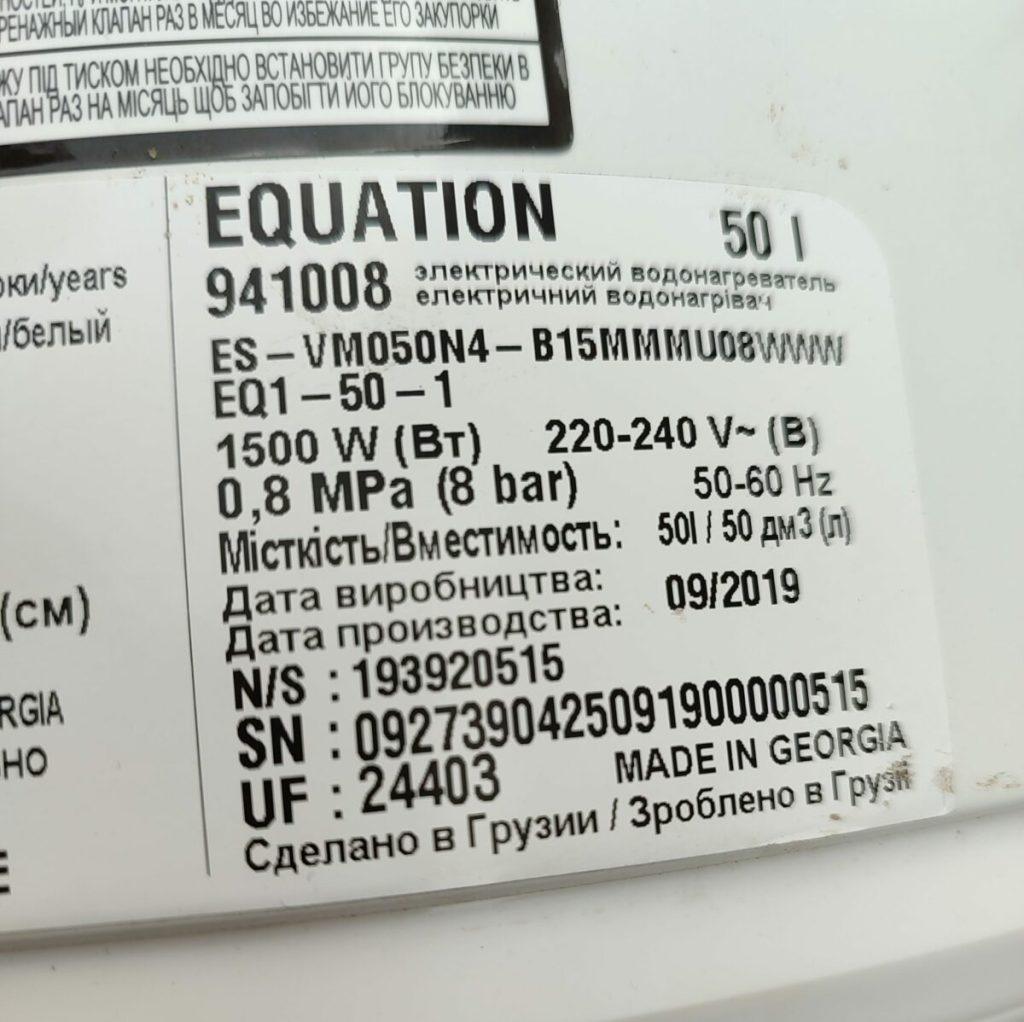 РЕНАЖНЫЙ КЛАПАН РАЗ В МЕСЯЦ ВО ИЗБЕЖАНИЕ ЕГО ЗАКУПОРКИ
ЖУ ПІД ТИСКОМ НЕОБХІДНО ВСТАНОВИТИ ГРУПУ БЕЗПЕКИ В
АПАН РАЗ НА МІСЯЦЬ ЩОБ ЗАПОБІГТИ ЙОГО БЛОКУВАННЮ
оки/years
/белый
(см)
RGIA
НО
E
EQUATION 50 l
941008 электрический водонагреватель
електричний водонагрівач
ES – VM050N4 – B15MMMU08WWW
EQ1 – 50 – 1
1500 W (Вт) 220-240 V~ (В)
0,8 MPa (8 bar) 50-60 Hz
Місткість/Вместимость: 50l / 50 дм3 (л)
Дата виробництва:
Дата производства: 09/2019
N/S : 193920515
SN : 09273904250919000000515
UF : 24403
MADE IN GEORGIA
Сделано в Грузии / Зроблено в Грузії